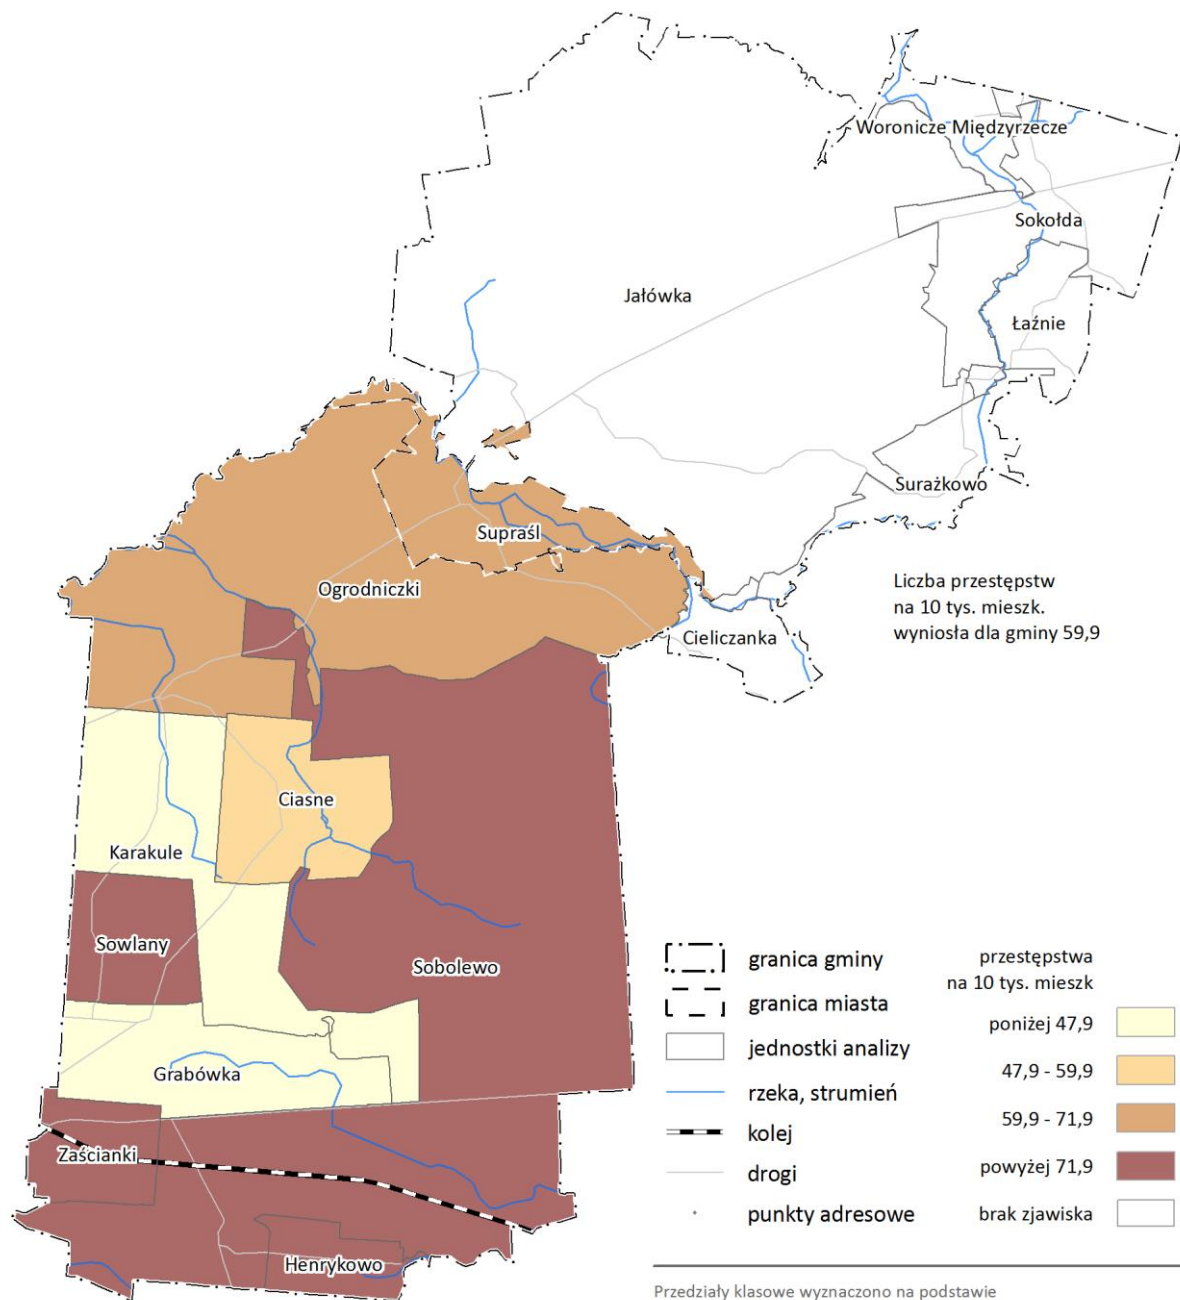 Woronicze Międzyrzecze
Sokołda
Jałówka
Łaźnie
Surażkowo
Supraśl
Ogrodniczki
Liczba przestępstw
na 10 tys. mieszk.
wyniosła dla gminy 59,9
Cieliczanka
Ciasne
Karakule
Sowlany
Sobolewo
Grabówka
Zaścianki
Henrykowo
granica gminy
granica miasta
jednostki analizy
rzeka, strumień
kolej
drogi
punkty adresowe
przestępstwa
na 10 tys. mieszk
poniżej 47,9
47,9 - 59,9
59,9 - 71,9
powyżej 71,9
brak zjawiska
Przedziały klasowe wyznaczono na podstawie